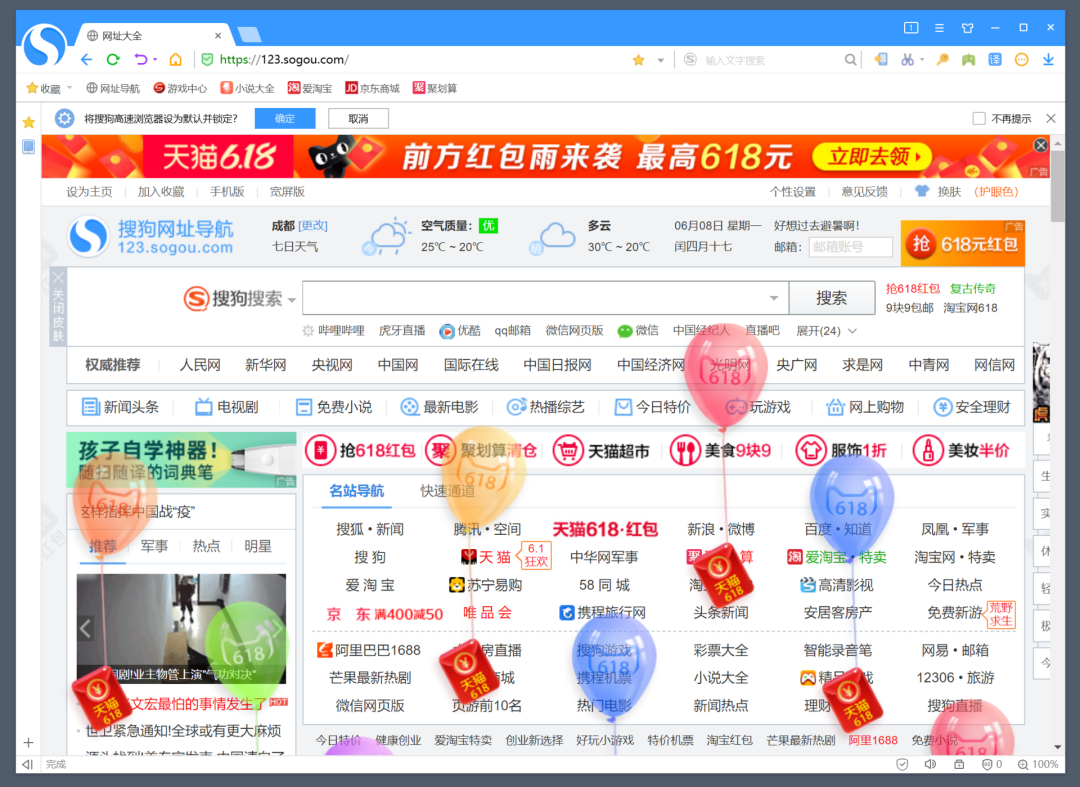 网址大全
https://123.sogou.com/
输入文字搜索
收藏 网址导航 游戏中心 小说大全 爱淘宝 京东商城 聚划算
将搜狗高速浏览器设为默认并锁定? 确定 取消 不再提示
天猫6.18 前方红包雨来袭 最高618元 立即去领
广告
设为主页 加入收藏 手机版 宽屏版 个性设置 意见反馈 换肤 (护眼色)
搜狗网址导航
123.sogou.com
成都 [更改]
七日天气
今
空气质量: 优
25℃ ~ 20℃
明
多云
30℃ ~ 20℃
06月08日 星期一
闰四月十七
好想过去避暑啊!
邮箱: 邮箱账号
抢 618元红包
广告
关闭皮肤
搜狗搜索 搜索
抢618红包 复古传奇
9块9包邮 淘宝网618
哔哩哔哩 虎牙直播 优酷 qq邮箱 微信网页版 微信 中国经纪人 直播吧 展开(24)
权威推荐 人民网 新华网 央视网 中国网 国际在线 中国日报网 中国经济网 光明网 央广网 求是网 中青网 网信网
新闻头条 电视剧 免费小说 最新电影 热播综艺 今日特价 玩游戏 网上购物 安全理财
孩子自学神器!
随扫随译的词典笔
广告
抢618红包 聚划算清仓 天猫超市 美食9块9 服饰1折 美妆半价
这样指挥中国战“疫”
推荐 军事 热点 明星
剧!业主物管上演“气功对决”
文宏最怕的事情发生了 HOT
世卫紧急通知!全球或有更大麻烦
名站导航 快速通道
搜狐 • 新闻 腾讯 • 空间 天猫618·红包 新浪 • 微博 百度 • 知道 凤凰 • 军事
搜 狗 天 猫 6.1狂欢 中华网军事 算 爱淘宝 • 特卖 淘宝网 • 特卖
爱 淘 宝 苏宁易购 58 同 城 淘 高清影视 今日热点
京 东 满400减50 唯 品 会 携程旅行网 头条新闻 安居客房产 免费新游 荒野求生
阿里巴巴1688 房直播 搜狗游戏 彩票大全 智能录音笔 网易 • 邮箱
芒果最新热剧 城 携程机票 小说大全 精品 戏 12306 • 旅游
微信网页版 页游前10名 热门电影 新闻热点 理财 搜狗直播
今日特价 健康创业 爱淘宝特卖 创业新选择 好玩小游戏 特价机票 淘宝红包 芒果最新热剧 阿里1688 免费小说
618
618
618
618
618
618
618
天猫618
天猫618
天猫618
天猫618
完成 0 100%